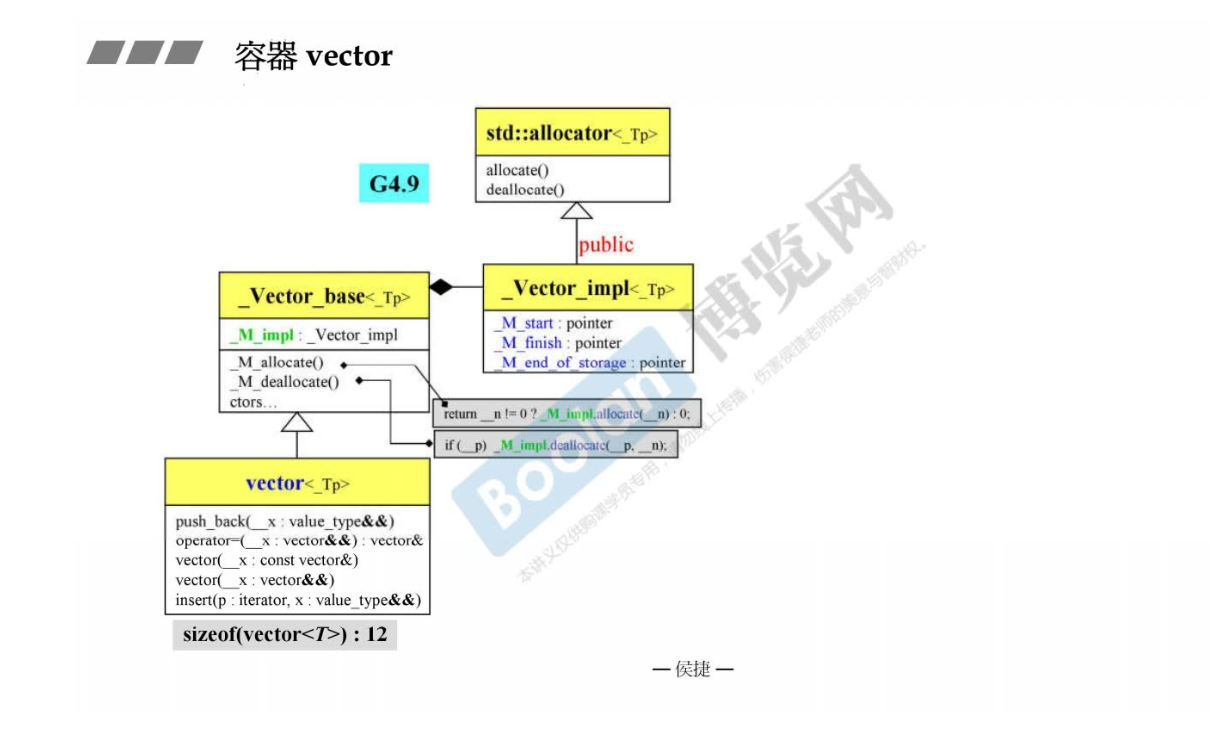 容器 vector
std::allocator<_Tp>
allocate()
deallocate()
G4.9
public
_Vector_base<_Tp>
_M_impl : _Vector_impl
_M_allocate()
_M_deallocate()
ctors…
_Vector_impl<_Tp>
_M_start : pointer
_M_finish : pointer
_M_end_of_storage : pointer
return __n != 0 ? _M_impl.allocate(__n) : 0;
if (__p) _M_impl.deallocate(__p, __n);
vector<_Tp>
push_back(__x : value_type&&)
operator=(__x : vector&&) : vector&
vector(__x : const vector&)
vector(__x : vector&&)
insert(p : iterator, x : value_type&&)
sizeof(vector<T>) : 12
Boolan 博览网
本讲义仅供购课学员专用，请勿上传播，伤害侯捷老师的美意与智财权。
— 侯捷 —